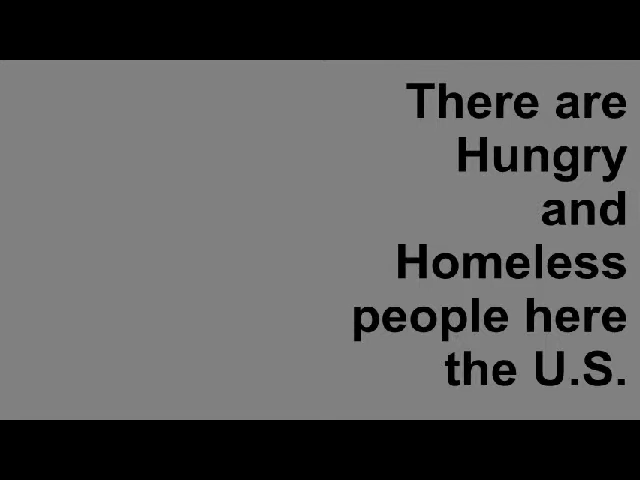 There are
Hungry
and
Homeless
people here
the U.S.